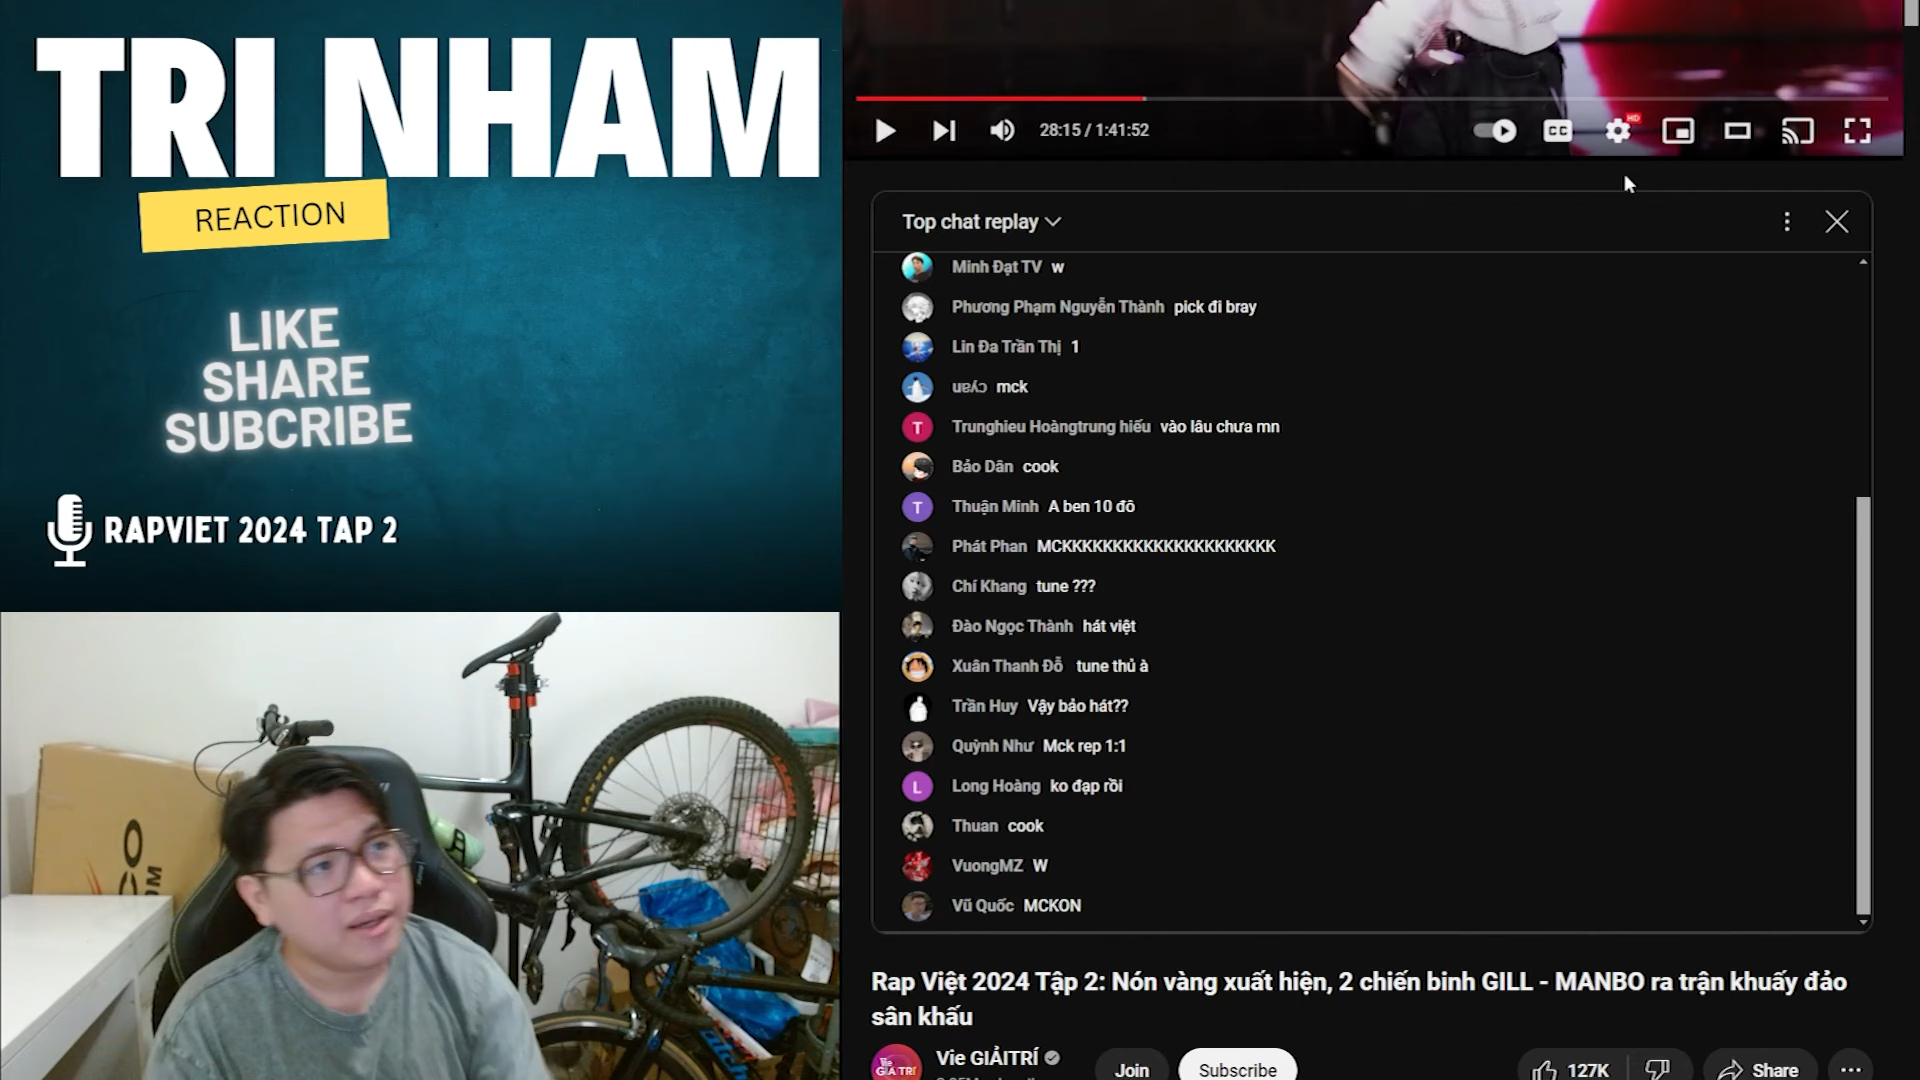 TRI NHAM
REACTION
LIKE
SHARE
SUBCRIBE
RAPVIET 2024 TAP 2
28:15 / 1:41:52
CC
HD
Top chat replay
Minh Đạt TV w
Phương Phạm Nguyễn Thành pick đi bray
Lin Đa Trần Thị 1
mck
T
Trunghieu Hoàngtrung hiếu vào lâu chưa mn
Bảo Dân cook
T
Thuận Minh A ben 10 đô
Phát Phan MCKKKKKKKKKKKKKKKKKKKKK
Chí Khang tune ???
Đào Ngọc Thành hát việt
Xuân Thanh Đỗ tune thủ à
Trần Huy Vậy bảo hát??
Quỳnh Như Mck rep 1:1
L
Long Hoàng ko đạp rồi
Thuan cook
VuongMZ W
Vũ Quốc MCKON
Rap Việt 2024 Tập 2: Nón vàng xuất hiện, 2 chiến binh GILL - MANBO ra trận khuấy đảo
sân khấu
Vie GIẢITRÍ
Join
Subscribe
127K
Share